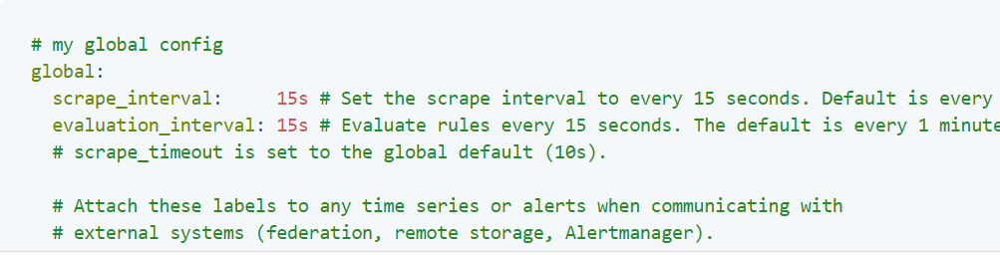 # my global config
global:
scrape_interval: 15s # Set the scrape interval to every 15 seconds. Default is every
evaluation_interval: 15s # Evaluate rules every 15 seconds. The default is every 1 minute
# scrape_timeout is set to the global default (10s).
# Attach these labels to any time series or alerts when communicating with
# external systems (federation, remote storage, Alertmanager).